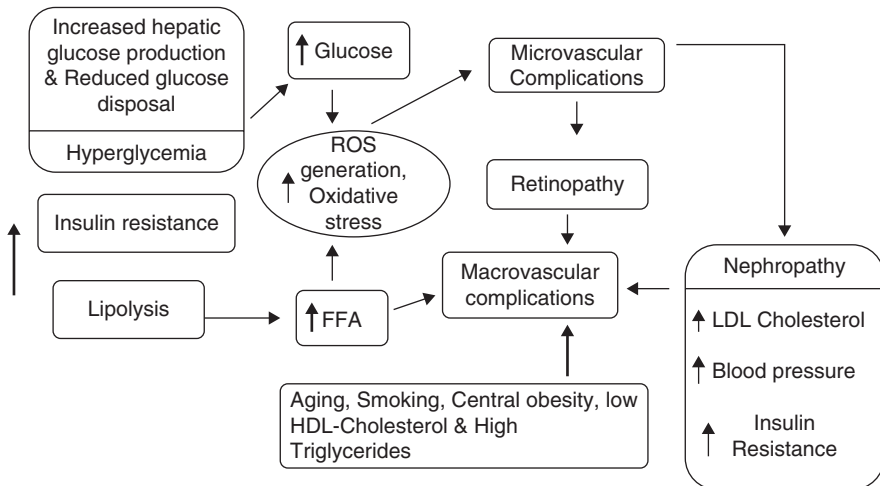 Increased hepatic
glucose production
& Reduced glucose
disposal
Hyperglycemia
Glucose
Microvascular
Complications
ROS
generation,
Oxidative
stress
Insulin resistance
Retinopathy
Lipolysis
FFA
Macrovascular
complications
Nephropathy
LDL Cholesterol
Blood pressure
Insulin
Resistance
Aging, Smoking, Central obesity, low
HDL-Cholesterol & High
Triglycerides